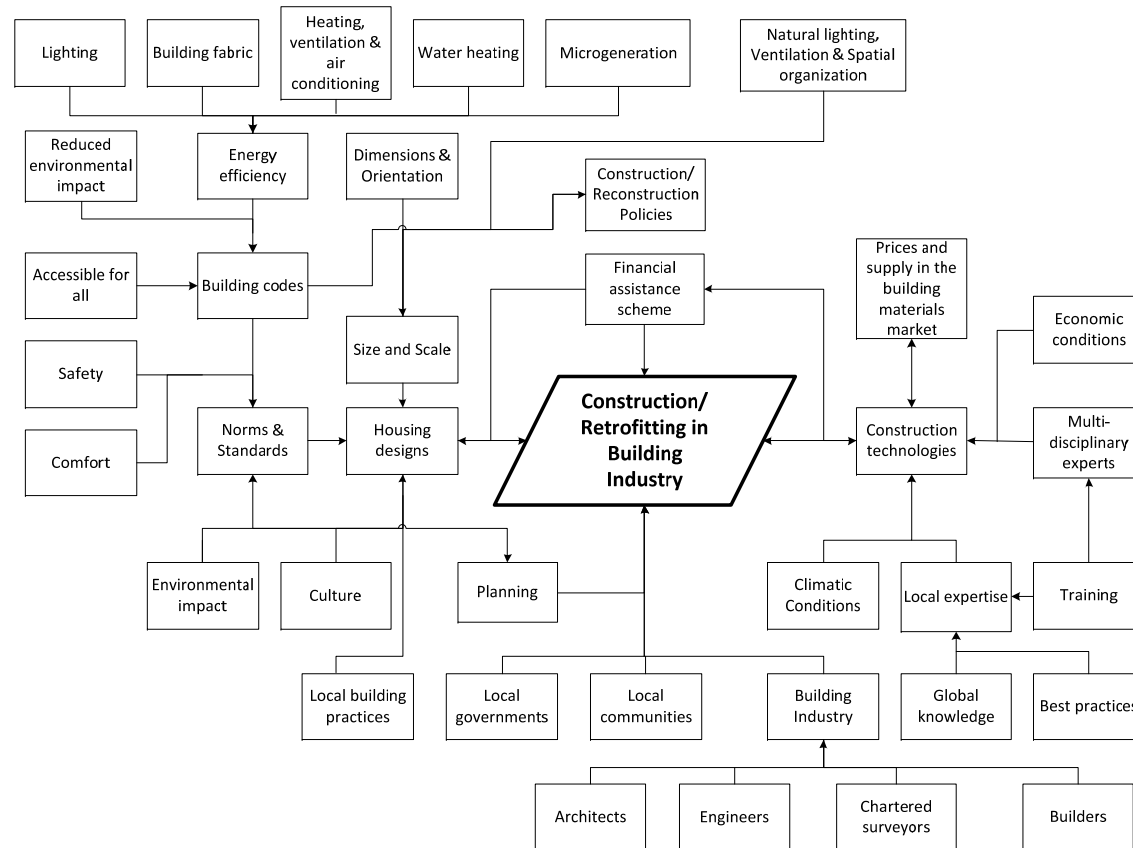 Lighting
Building fabric
Heating,
ventilation &
air
conditioning
Water heating
Microgeneration
Natural lighting,
Ventilation & Spatial
organization
Reduced
environmental
impact
Energy
efficiency
Dimensions &
Orientation
Construction/
Reconstruction
Policies
Accessible for
all
Building codes
Financial
assistance
scheme
Prices and
supply in the
building
materials
market
Economic
conditions
Safety
Size and Scale
Comfort
Norms &
Standards
Housing
designs
Construction/
Retrofitting in
Building
Industry
Construction
technologies
Multi-
disciplinary
experts
Environmental
impact
Culture
Planning
Climatic
Conditions
Local expertise
Training
Local building
practices
Local
governments
Local
communities
Building
Industry
Global
knowledge
Best practices
Architects
Engineers
Chartered
surveyors
Builders